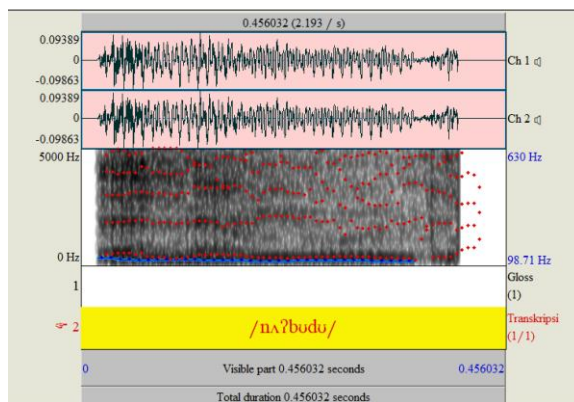 0.456032 (2.193 / s)
0.09389
0
-0.09863
Ch 1
0.09389
0
-0.09863
Ch 2
5000 Hz
630 Hz
0 Hz
98.71 Hz
1
Gloss
(1)
2
/nʌʔbʊdʊ/
Transkripsi
(1/1)
0
Visible part 0.456032 seconds
0.456032
Total duration 0.456032 seconds